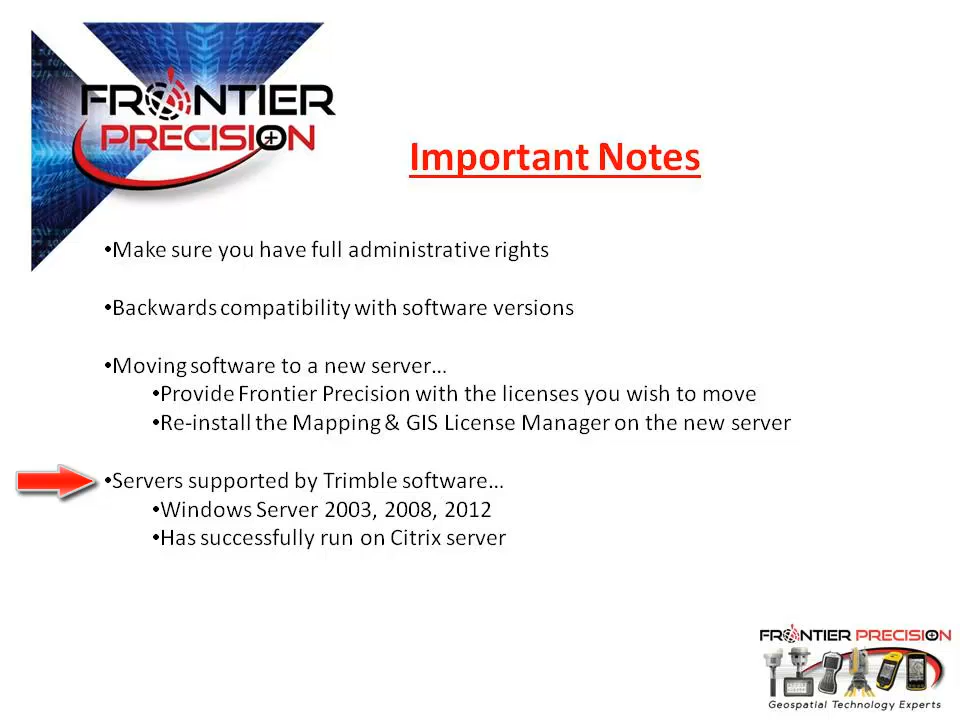 FRONTIER
PRECISION
Important Notes
•Make sure you have full administrative rights
•Backwards compatibility with software versions
•Moving software to a new server…
•Provide Frontier Precision with the licenses you wish to move
•Re-install the Mapping & GIS License Manager on the new server
•Servers supported by Trimble software…
•Windows Server 2003, 2008, 2012
•Has successfully run on Citrix server
FRONTIER PRECISION
Geospatial Technology Experts